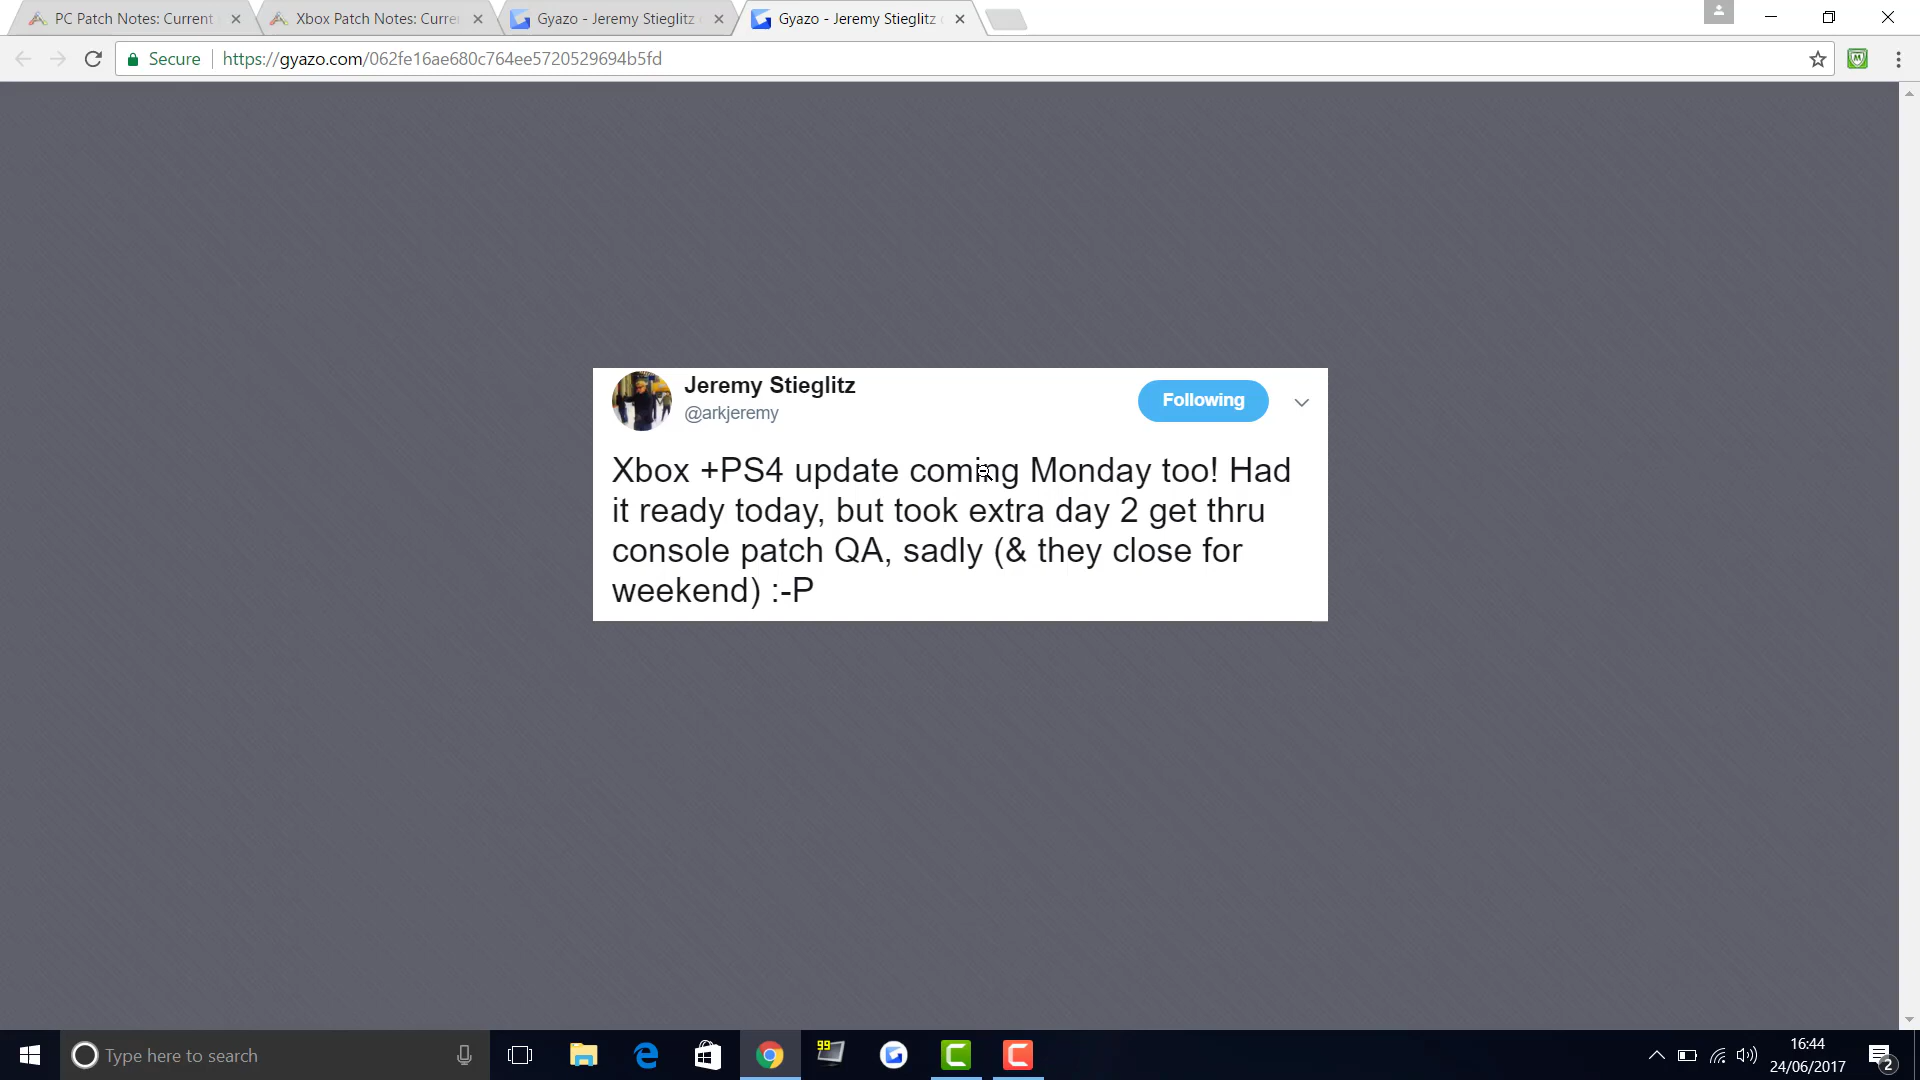 PC Patch Notes: Current
Xbox Patch Notes: Curre
Gyazo - Jeremy Stieglitz
Gyazo - Jeremy Stieglitz
Secure
https://gyazo.com/062fe16ae680c764ee5720529694b5fd
Jeremy Stieglitz
@arkjeremy
Following
Xbox +PS4 update coming Monday too! Had
it ready today, but took extra day 2 get thru
console patch QA, sadly (& they close for
weekend) :-P
Type here to search
99
16:44
24/06/2017
2